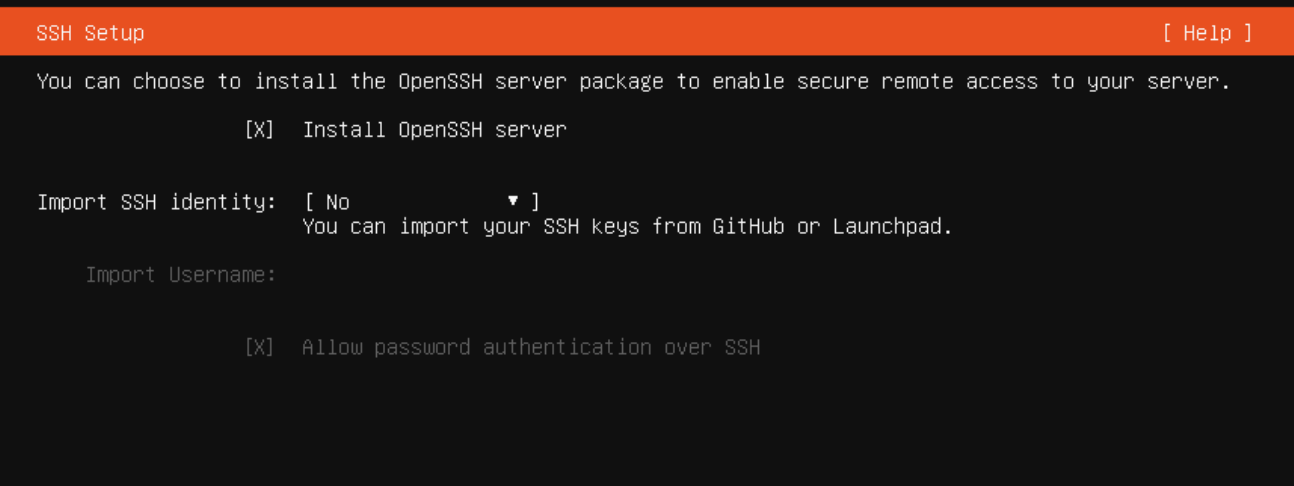 SSH Setup [ Help ]
You can choose to install the OpenSSH server package to enable secure remote access to your server.
[X] Install OpenSSH server
Import SSH identity: [ No ▾ ]
You can import your SSH keys from GitHub or Launchpad.
Import Username:
[X] Allow password authentication over SSH